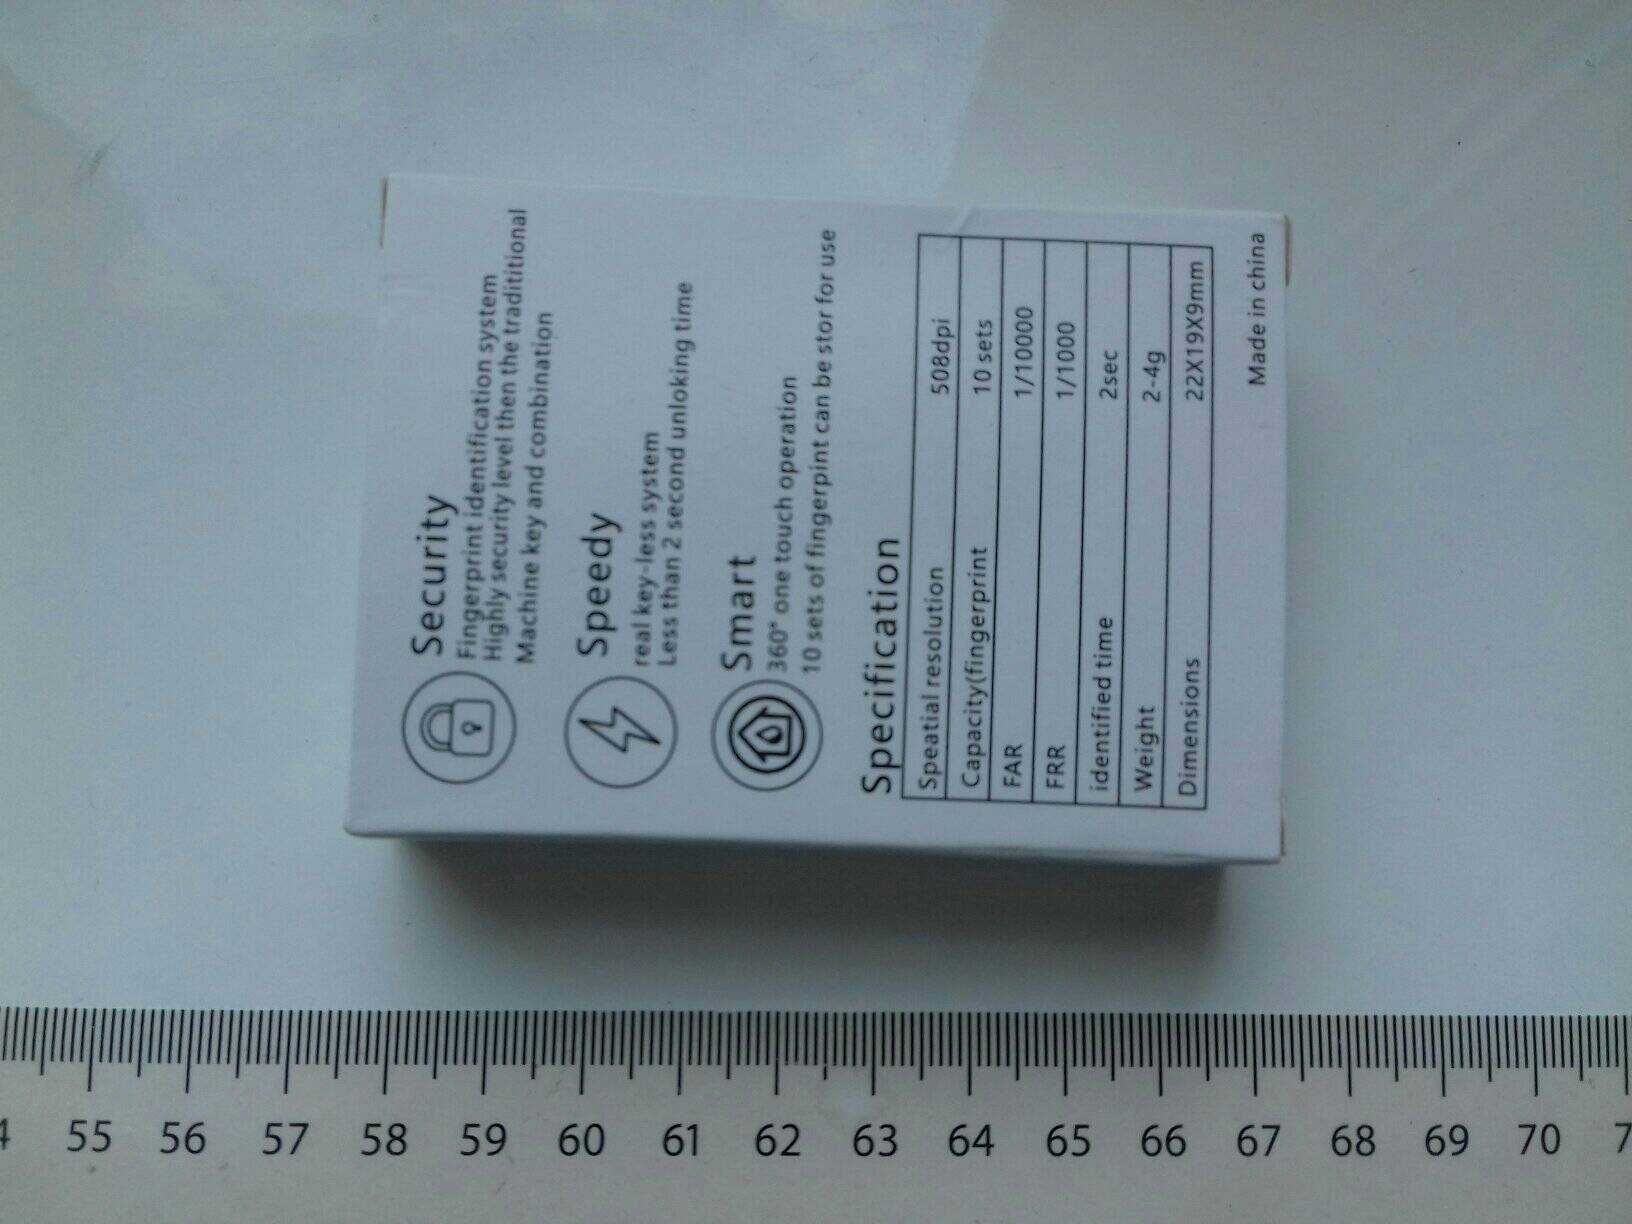 Security
Fingerprint identification system
Highly security level then the tradititional
Machine key and combination
Speedy
real key-less system
Less than 2 second unloking time
Smart
360° one touch operation
10 sets of fingerpint can be stor for use
Specification
Speatial resolution 508dpi
Capacity(fingerprint 10 sets
FAR 1/10000
FRR 1/1000
identified time 2sec
Weight 2-4g
Dimensions 22X19X9mm
Made in china
55 56 57 58 59 60 61 62 63 64 65 66 67 68 69 70